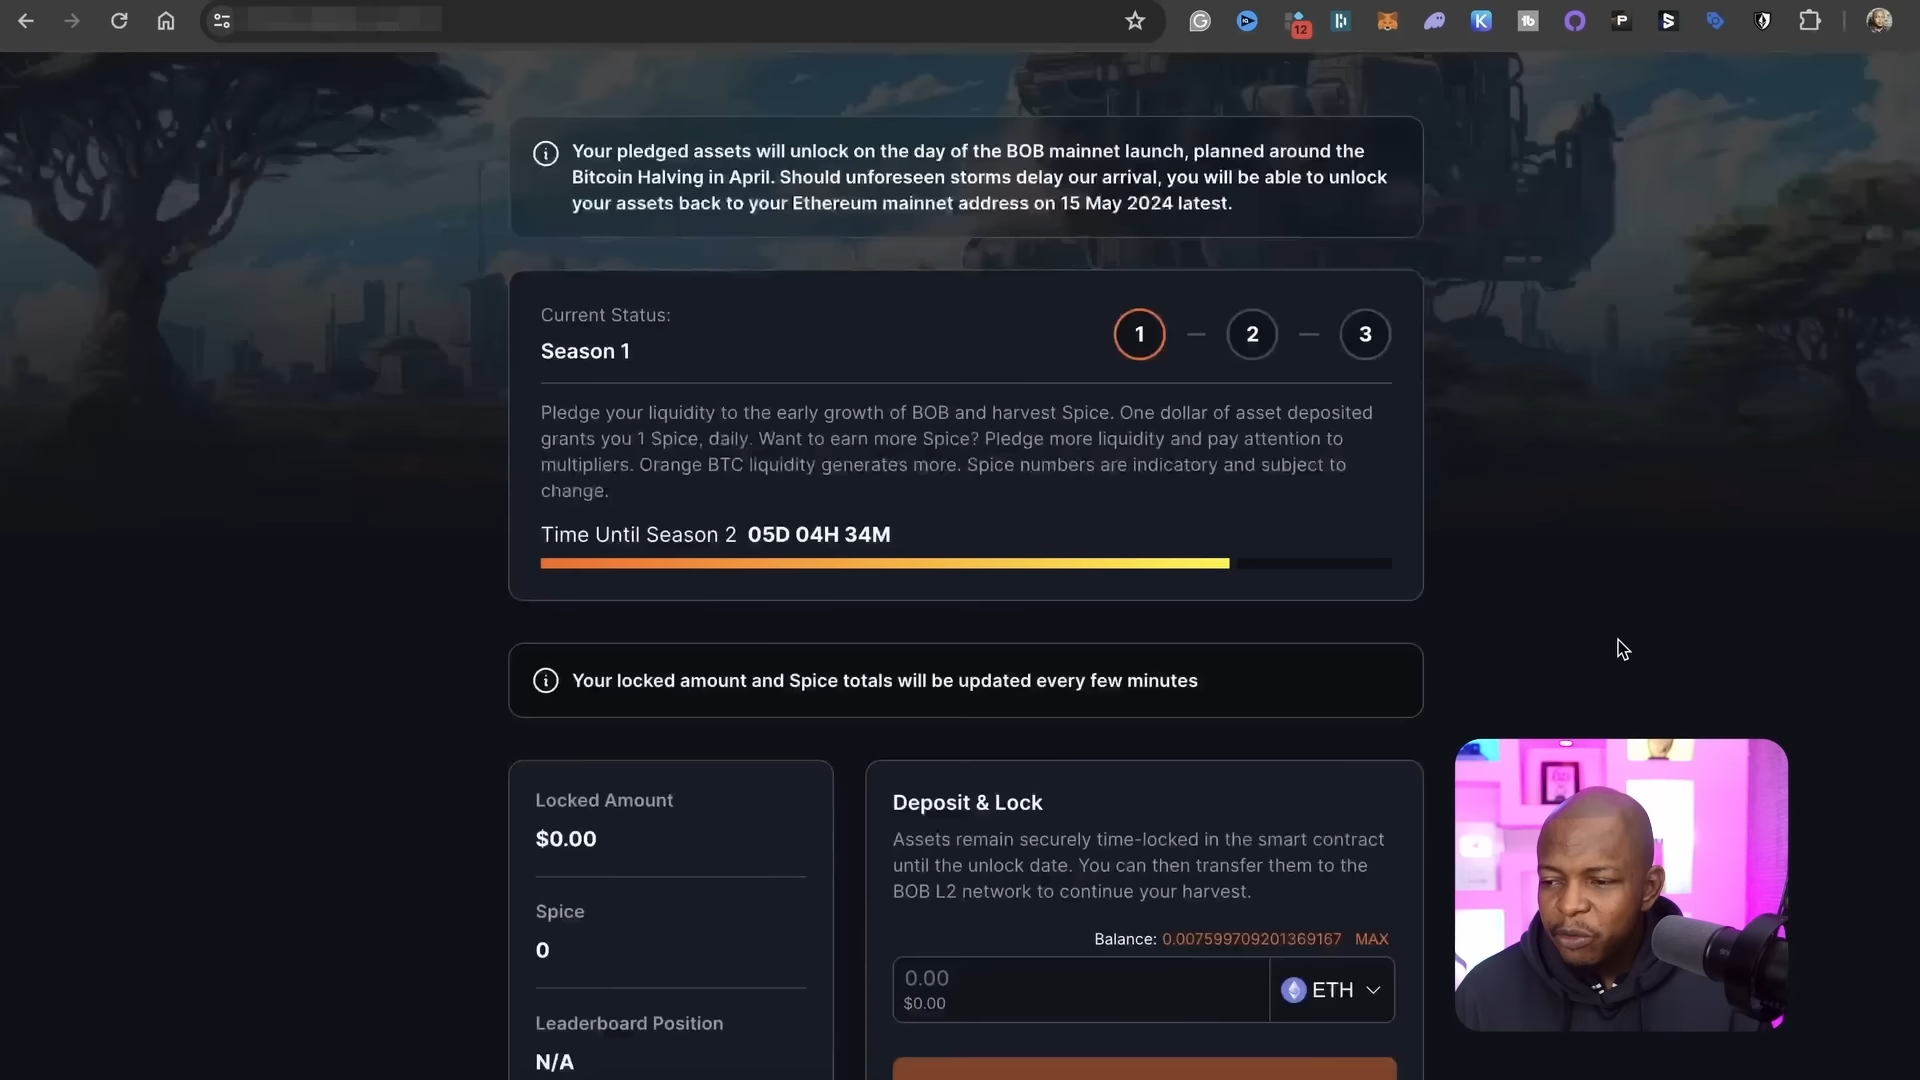 12
Your pledged assets will unlock on the day of the BOB mainnet launch, planned around the
Bitcoin Halving in April. Should unforeseen storms delay our arrival, you will be able to unlock
your assets back to your Ethereum mainnet address on 15 May 2024 latest.
Current Status:
Season 1
1 – 2 – 3
Pledge your liquidity to the early growth of BOB and harvest Spice. One dollar of asset deposited
grants you 1 Spice, daily. Want to earn more Spice? Pledge more liquidity and pay attention to
multipliers. Orange BTC liquidity generates more. Spice numbers are indicatory and subject to
change.
Time Until Season 2 05D 04H 34M
Your locked amount and Spice totals will be updated every few minutes
Locked Amount
$0.00
Spice
0
Leaderboard Position
N/A
Deposit & Lock
Assets remain securely time-locked in the smart contract
until the unlock date. You can then transfer them to the
BOB L2 network to continue your harvest.
Balance: 0.007599709201369167 MAX
0.00
$0.00
ETH